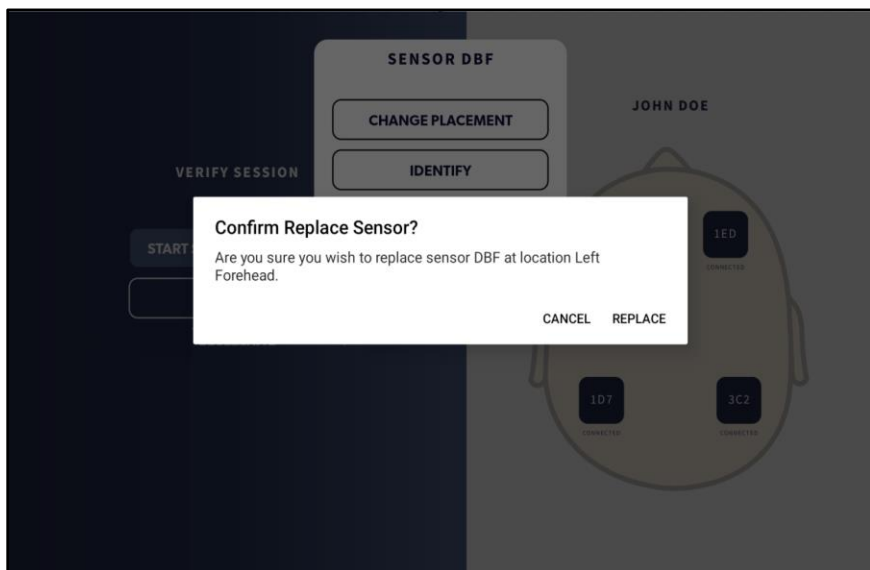 SENSOR DBF
CHANGE PLACEMENT
IDENTIFY
JOHN DOE
VERIFY SESSION
START
Confirm Replace Sensor?
Are you sure you wish to replace sensor DBF at location Left
Forehead.
CANCEL REPLACE
1ED
CONNECTED
1D7
CONNECTED
3C2
CONNECTED